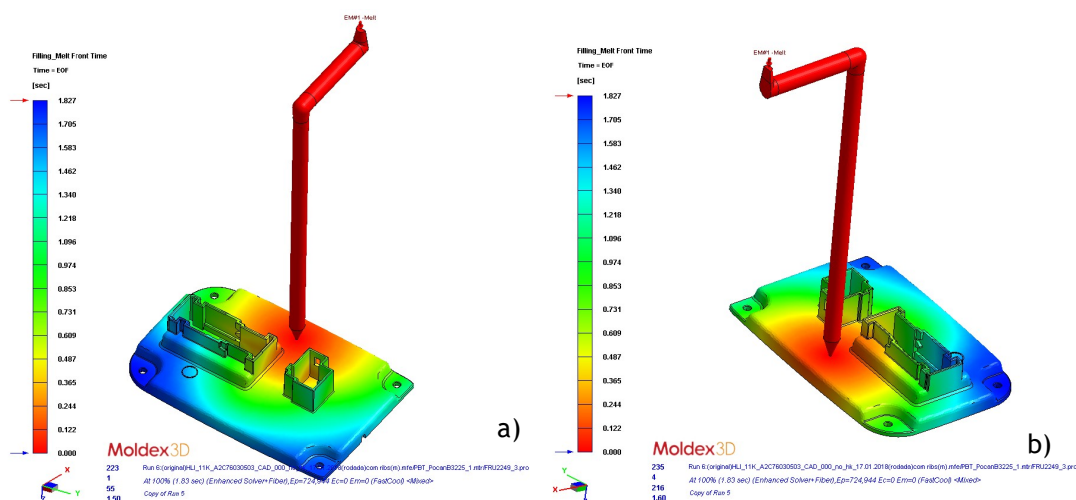 EM#1 -Melt
Filling_Melt Front Time
Time = EOF
[sec]
1.827
1.705
1.583
1.462
1.340
1.218
1.096
0.974
0.853
0.731
0.609
0.487
0.365
0.244
0.122
0.000
Moldex3D
a)
X
Y
223
1
55
1.50
Run 6:(original)HLI_11K_A2C76030503_CAD_000_no_
2018(rodado)com ribs(m).mfe/PBT_PocanB3225_1.mtr/FRU2249_3.pro
At 100% (1.83 sec) (Enhanced Solver+Fiber),Ep=724,944 Ec=0 Em=0 (FastCool) <Mixed>
Copy of Run 5
EM#1 -Melt
Filling_Melt Front Time
Time = EOF
[sec]
1.827
1.705
1.583
1.462
1.340
1.218
1.096
0.974
0.853
0.731
0.609
0.487
0.365
0.244
0.122
0.000
Moldex3D
b)
Y
X
235
4
216
1.60
Run 6:(original)HLI_11K_A2C76030503_CAD_000_no_hk_17.01.2018(rodado)com ribs(m).mfe/PBT_PocanB3225_1.mtr/FRU2249_3.pro
At 100% (1.83 sec) (Enhanced Solver+Fiber),Ep=724,944 Ec=0 Em=0 (FastCool) <Mixed>
Copy of Run 5